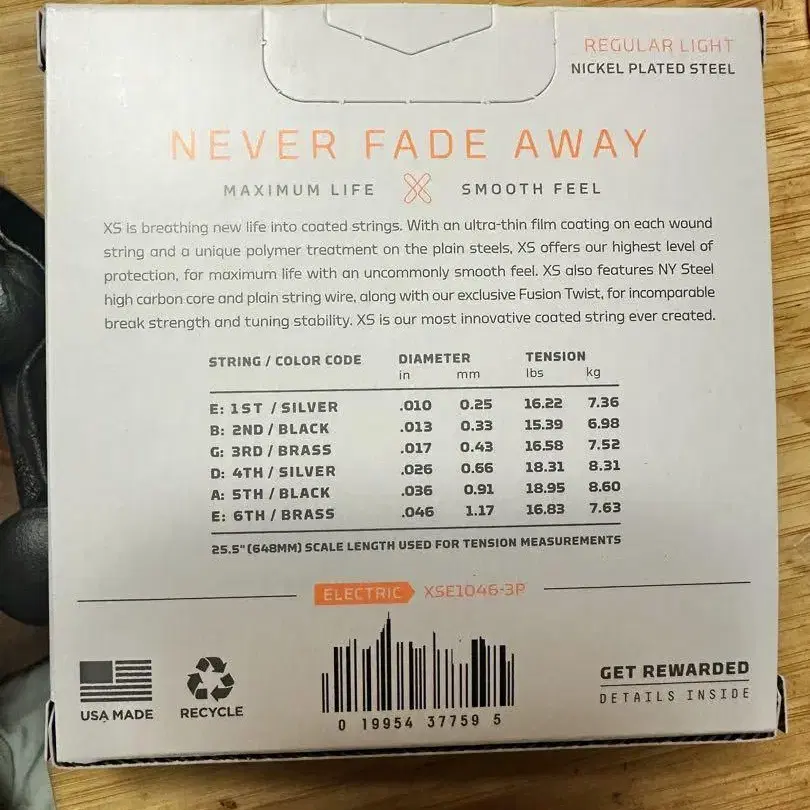 REGULAR LIGHT
NICKEL PLATED STEEL
NEVER FADE AWAY
MAXIMUM LIFE SMOOTH FEEL
XS is breathing new life into coated strings. With an ultra-thin film coating on each wound
string and a unique polymer treatment on the plain steels, XS offers our highest level of
protection, for maximum life with an uncommonly smooth feel. XS also features NY Steel
high carbon core and plain string wire, along with our exclusive Fusion Twist, for incomparable
break strength and tuning stability. XS is our most innovative coated string ever created.
STRING / COLOR CODE DIAMETER TENSION
in mm lbs kg
E: 1ST / SILVER .010 0.25 16.22 7.36
B: 2ND / BLACK .013 0.33 15.39 6.98
G: 3RD / BRASS .017 0.43 16.58 7.52
D: 4TH / SILVER .026 0.66 18.31 8.31
A: 5TH / BLACK .036 0.91 18.95 8.60
E: 6TH / BRASS .046 1.17 16.83 7.63
25.5" (648MM) SCALE LENGTH USED FOR TENSION MEASUREMENTS
ELECTRIC XSE1046-3P
USA MADE
RECYCLE
0 19954 37759 5
GET REWARDED
DETAILS INSIDE